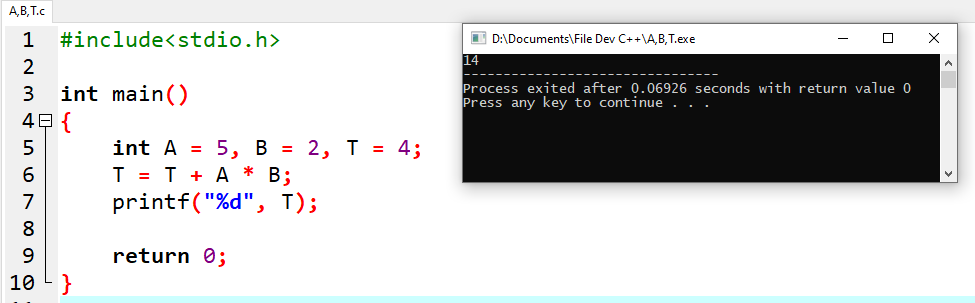 A,B,T.c
1 #include<stdio.h>
2
3 int main()
4 {
5 int A = 5, B = 2, T = 4;
6 T = T + A * B;
7 printf("%d", T);
8
9 return 0;
10 }
D:\Documents\File Dev C++\A,B,T.exe
14
--------------------------------
Process exited after 0.06926 seconds with return value 0
Press any key to continue . . .